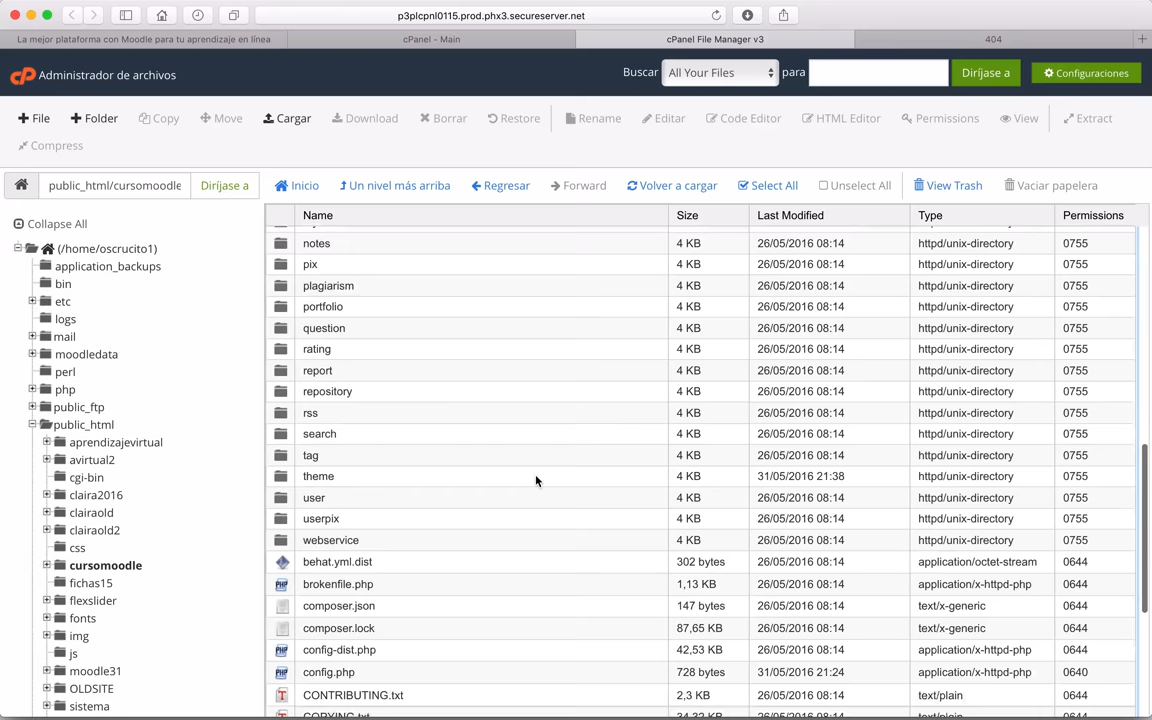 p3plcpnl0115.prod.phx3.secureserver.net
La mejor plataforma con Moodle para tu aprendizaje en línea
cPanel - Main
cPanel File Manager v3
404
cP Administrador de archivos
Buscar All Your Files para Diríjase a Configuraciones
File Folder Copy Move Cargar Download Borrar Restore Rename Editar Code Editor HTML Editor Permissions View Extract
Compress
public_html/cursomoodle Diríjase a Inicio Un nivel más arriba Regresar Forward Volver a cargar Select All Unselect All View Trash Vaciar papelera
Collapse All
(/home/oscrucito1)
application_backups
bin
etc
logs
mail
moodledata
perl
php
public_ftp
public_html
aprendizajevirtual
avirtual2
cgi-bin
claira2016
clairaold
clairaold2
css
cursomoodle
fichas15
flexslider
fonts
img
js
moodle31
OLDSITE
sistema
Name Size Last Modified Type Permissions
notes 4 KB 26/05/2016 08:14 httpd/unix-directory 0755
pix 4 KB 26/05/2016 08:14 httpd/unix-directory 0755
plagiarism 4 KB 26/05/2016 08:14 httpd/unix-directory 0755
portfolio 4 KB 26/05/2016 08:14 httpd/unix-directory 0755
question 4 KB 26/05/2016 08:14 httpd/unix-directory 0755
rating 4 KB 26/05/2016 08:14 httpd/unix-directory 0755
report 4 KB 26/05/2016 08:14 httpd/unix-directory 0755
repository 4 KB 26/05/2016 08:14 httpd/unix-directory 0755
rss 4 KB 26/05/2016 08:14 httpd/unix-directory 0755
search 4 KB 26/05/2016 08:14 httpd/unix-directory 0755
tag 4 KB 26/05/2016 08:14 httpd/unix-directory 0755
theme 4 KB 31/05/2016 21:38 httpd/unix-directory 0755
user 4 KB 26/05/2016 08:14 httpd/unix-directory 0755
userpix 4 KB 26/05/2016 08:14 httpd/unix-directory 0755
webservice 4 KB 26/05/2016 08:14 httpd/unix-directory 0755
behat.yml.dist 302 bytes 26/05/2016 08:14 application/octet-stream 0644
PHP brokenfile.php 1,13 KB 26/05/2016 08:14 application/x-httpd-php 0644
composer.json 147 bytes 26/05/2016 08:14 text/x-generic 0644
composer.lock 87,65 KB 26/05/2016 08:14 text/x-generic 0644
PHP config-dist.php 42,53 KB 26/05/2016 08:14 application/x-httpd-php 0644
PHP config.php 728 bytes 31/05/2016 21:24 application/x-httpd-php 0640
T CONTRIBUTING.txt 2,3 KB 26/05/2016 08:14 text/plain 0644